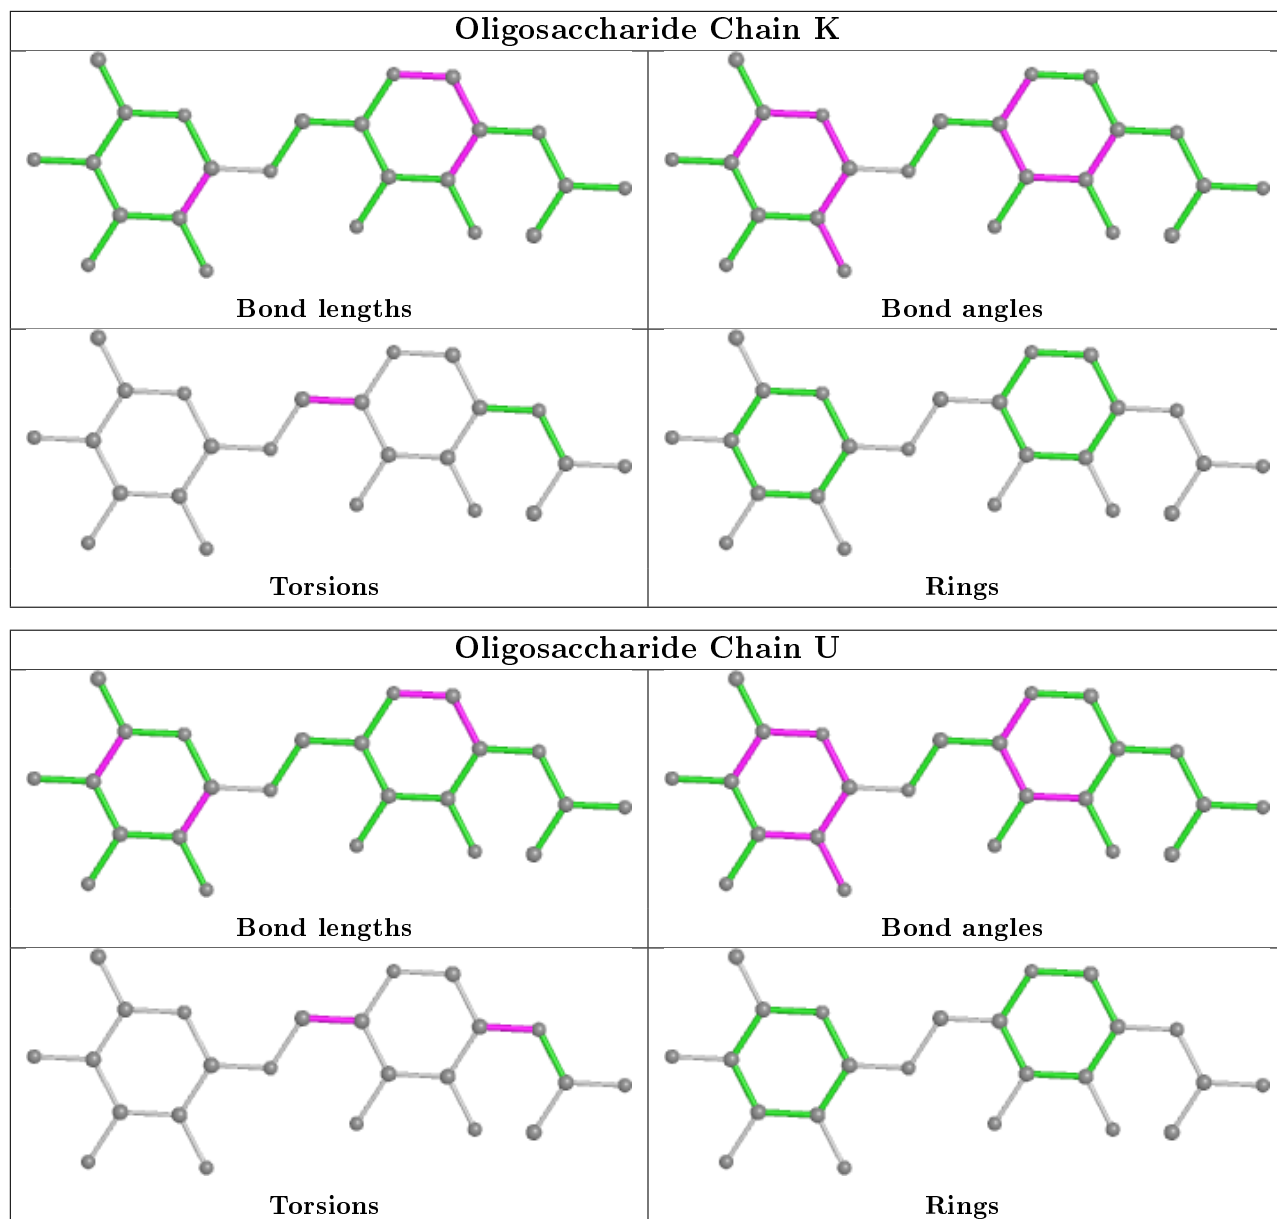 Oligosaccharide Chain K
Bond lengths
Bond angles
Torsions
Rings
Oligosaccharide Chain U
Bond lengths
Bond angles
Torsions
Rings